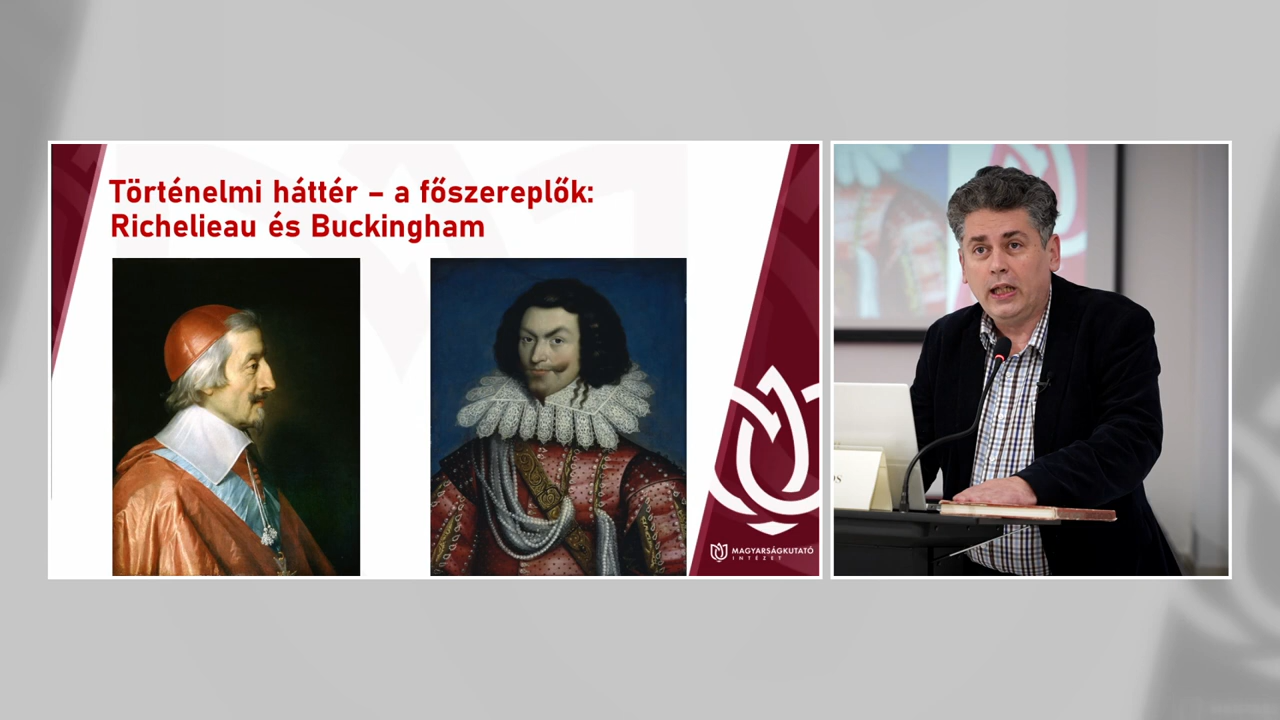 Történelmi háttér – a főszereplők:
Richelieau és Buckingham
MAGYARSÁGKUTATÓ
INTÉZET